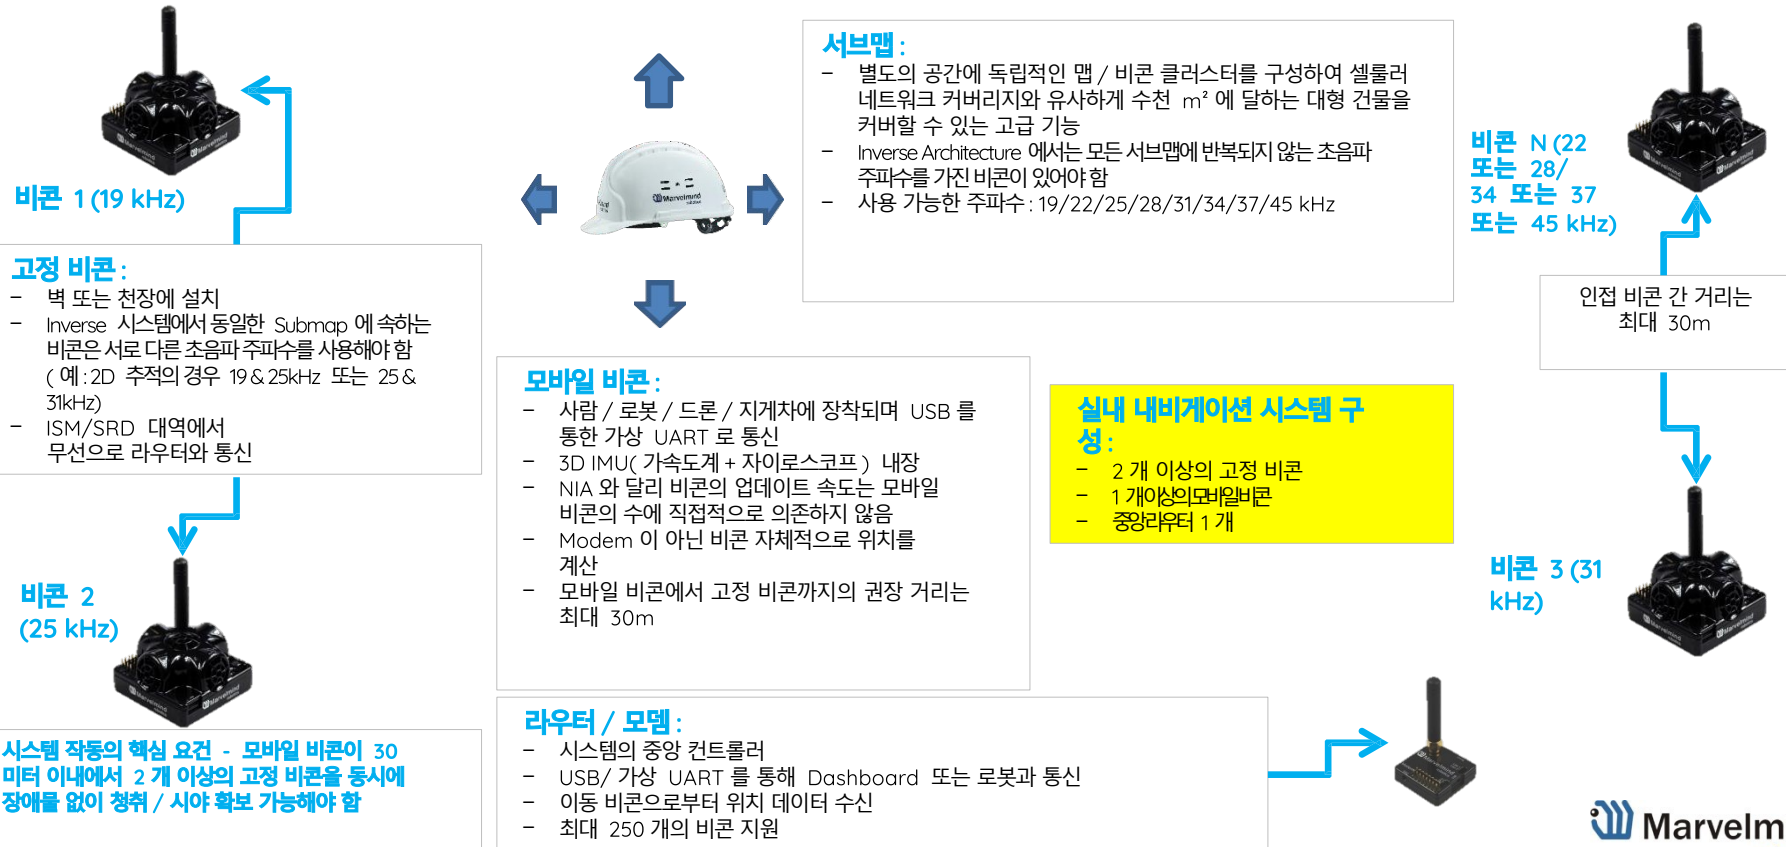 비콘 1 (19 kHz)
고정 비콘 :
– 벽 또는 천장에 설치
– Inverse 시스템에서 동일한 Submap 에 속하는
비콘은 서로 다른 초음파 주파수를 사용해야 함
( 예 : 2D 추적의 경우 19 & 25kHz 또는 25 &
31kHz)
– ISM/SRD 대역에서
무선으로 라우터와 통신
비콘 2
(25 kHz)
시스템 작동의 핵심 요건 - 모바일 비콘이 30
미터 이내에서 2 개 이상의 고정 비콘을 동시에
장애물 없이 청취 / 시야 확보 가능해야 함
Marvelmind
서브맵 :
– 별도의 공간에 독립적인 맵 / 비콘 클러스터를 구성하여 셀룰러
네트워크 커버리지와 유사하게 수천 m² 에 달하는 대형 건물을
커버할 수 있는 고급 기능
– Inverse Architecture 에서는 모든 서브맵에 반복되지 않는 초음파
주파수를 가진 비콘이 있어야 함
– 사용 가능한 주파수 : 19/22/25/28/31/34/37/45 kHz
모바일 비콘 :
– 사람 / 로봇 / 드론 / 지게차에 장착되며 USB 를
통한 가상 UART 로 통신
– 3D IMU( 가속도계 + 자이로스코프 ) 내장
– NIA 와 달리 비콘의 업데이트 속도는 모바일
비콘의 수에 직접적으로 의존하지 않음
– Modem 이 아닌 비콘 자체적으로 위치를
계산
– 모바일 비콘에서 고정 비콘까지의 권장 거리는
최대 30m
실내 내비게이션 시스템 구
성 :
– 2 개 이상의 고정 비콘
– 1 개이상의모바일비콘
– 중앙라우터 1 개
라우터 / 모뎀 :
– 시스템의 중앙 컨트롤러
– USB/ 가상 UART 를 통해 Dashboard 또는 로봇과 통신
– 이동 비콘으로부터 위치 데이터 수신
– 최대 250 개의 비콘 지원
비콘 N (22
또는 28/
34 또는 37
또는 45 kHz)
인접 비콘 간 거리는
최대 30m
비콘 3 (31
kHz)
Marvelm